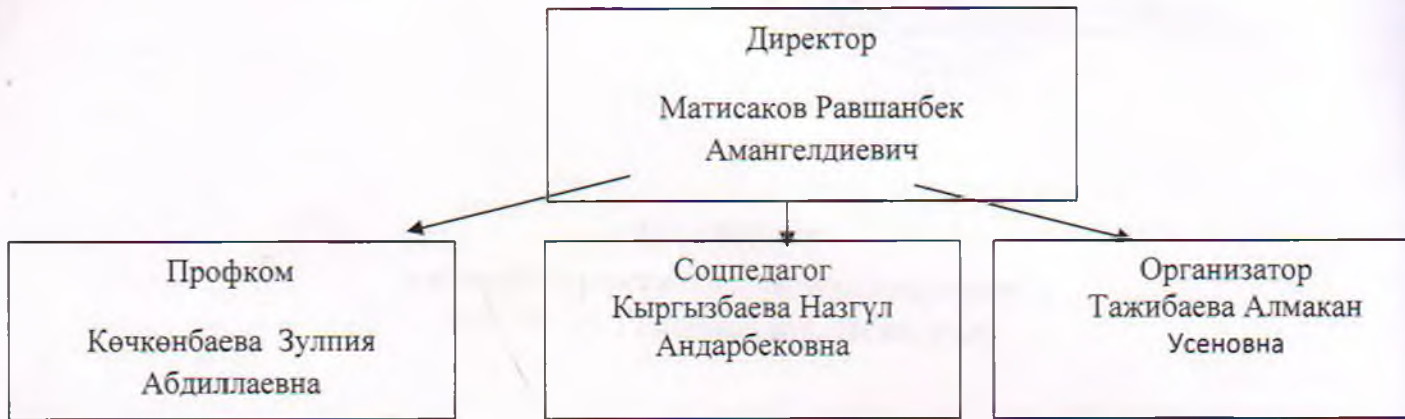 Директор
Матисаков Равшанбек
Амангелдиевич
Профком
Көчкөнбаева Зулпия
Абдиллаевна
Соцпедагог
Кыргызбаева Назгүл
Андарбековна
Организатор
Тажибаева Алмакан
Усеновна